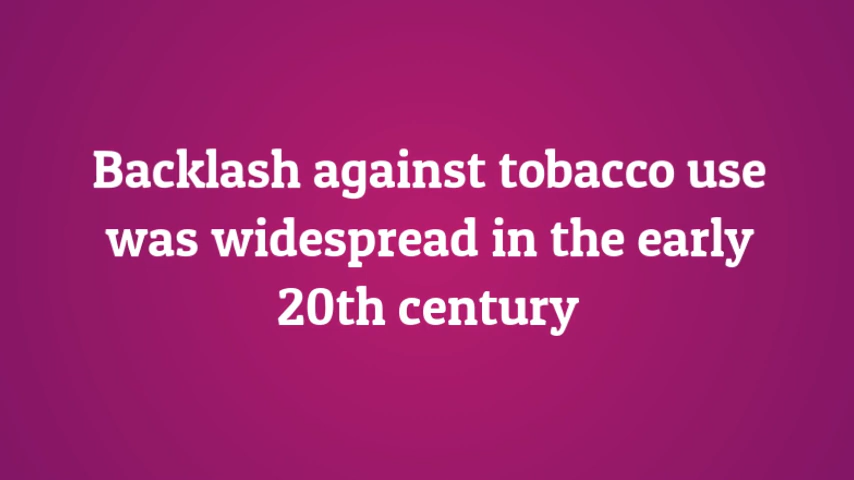 Backlash against tobacco use
was widespread in the early
20th century